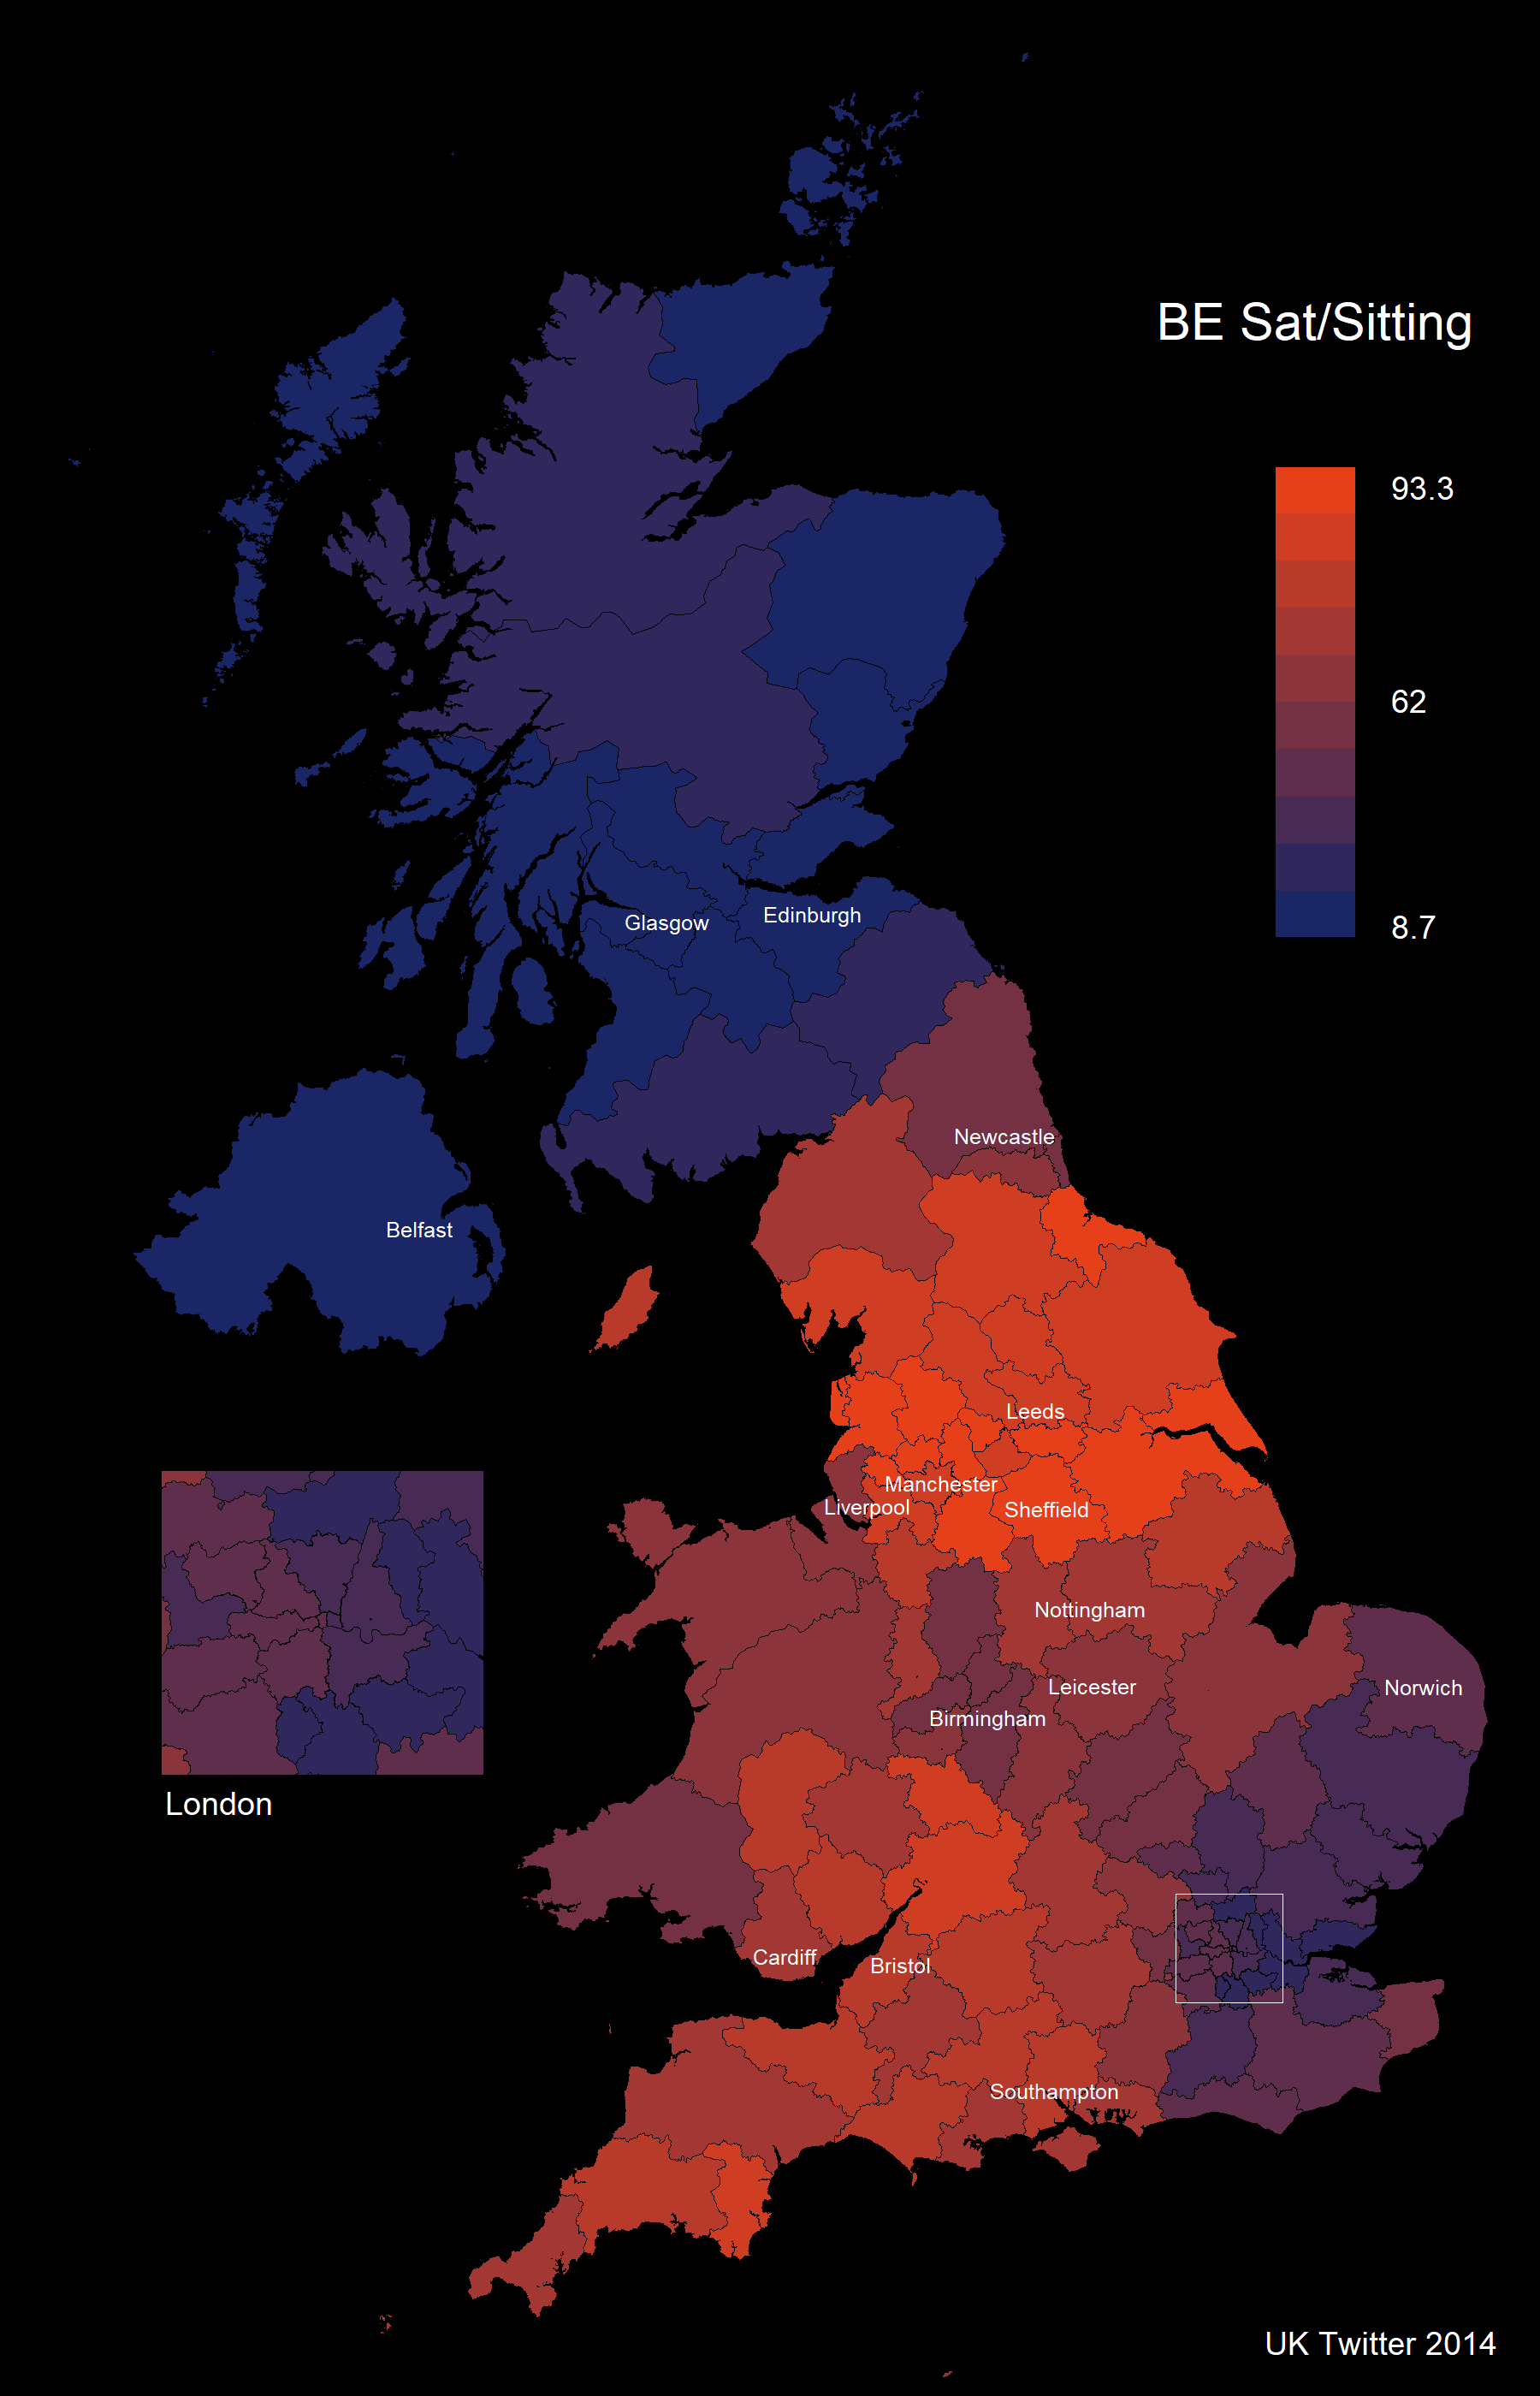 BE Sat/Sitting
93.3
62
8.7
Glasgow
Edinburgh
Newcastle
Belfast
Leeds
Manchester
Liverpool
Sheffield
Nottingham
Leicester
Norwich
Birmingham
London
Cardiff
Bristol
Southampton
UK Twitter 2014